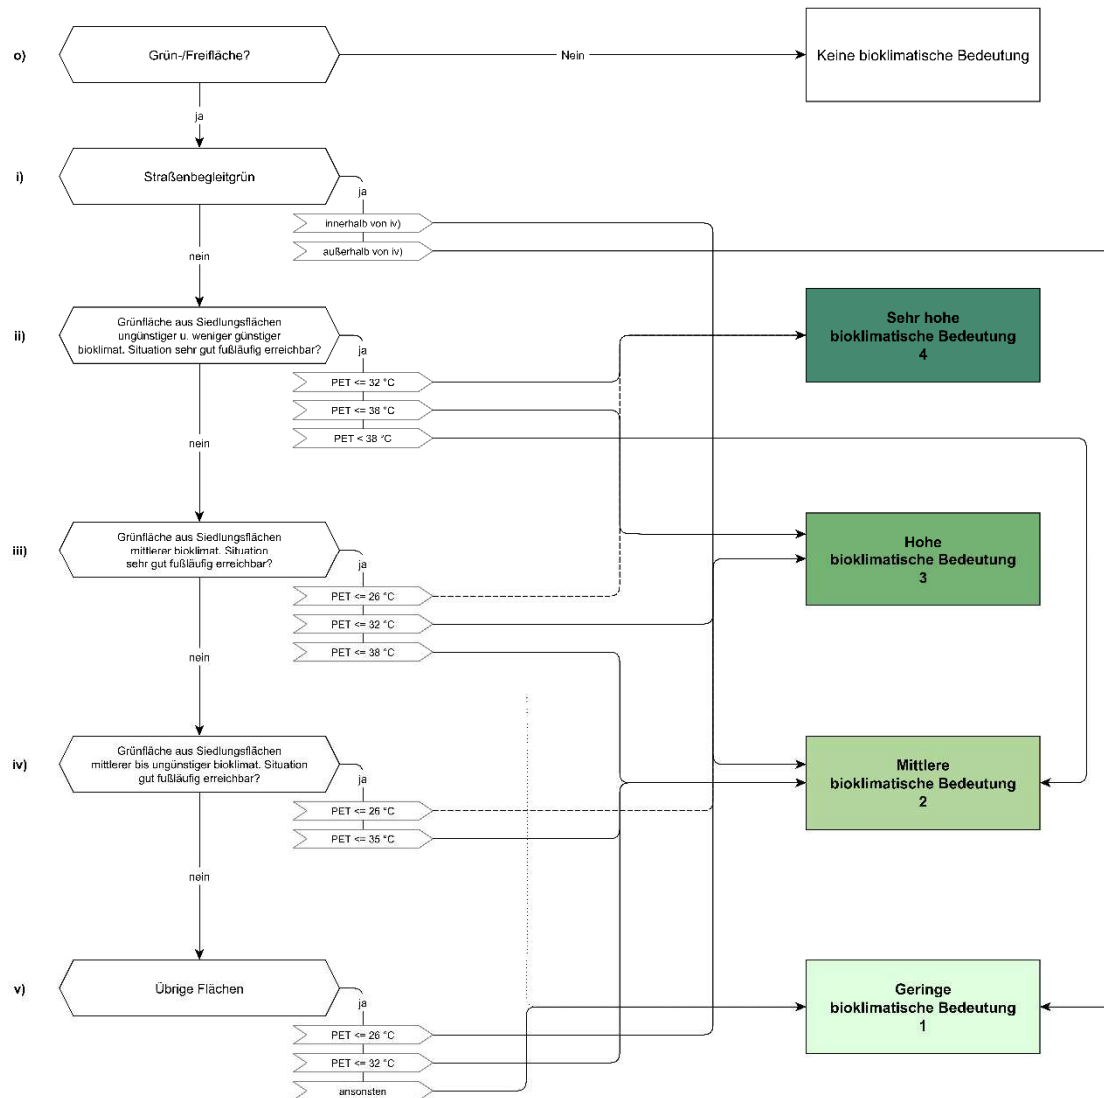 o)
Grün-/Freifläche?
Nein
Keine bioklimatische Bedeutung
ja
i)
Straßenbegleitgrün
ja
innerhalb von iv)
außerhalb von iv)
nein
ii)
Grünfläche aus Siedlungsflächen
ungünstiger u. weniger günstiger
bioklimat. Situation sehr gut fußläufig erreichbar?
ja
PET <= 32 °C
PET <= 38 °C
PET < 38 °C
Sehr hohe
bioklimatische Bedeutung
4
nein
iii)
Grünfläche aus Siedlungsflächen
mittlerer bioklimat. Situation
sehr gut fußläufig erreichbar?
ja
PET <= 26 °C
PET <= 32 °C
PET <= 38 °C
Hohe
bioklimatische Bedeutung
3
nein
iv)
Grünfläche aus Siedlungsflächen
mittlerer bis ungünstiger bioklimat. Situation
gut fußläufig erreichbar?
ja
PET <= 26 °C
PET <= 35 °C
Mittlere
bioklimatische Bedeutung
2
nein
v)
Übrige Flächen
ja
PET <= 26 °C
PET <= 32 °C
ansonsten
Geringe
bioklimatische Bedeutung
1